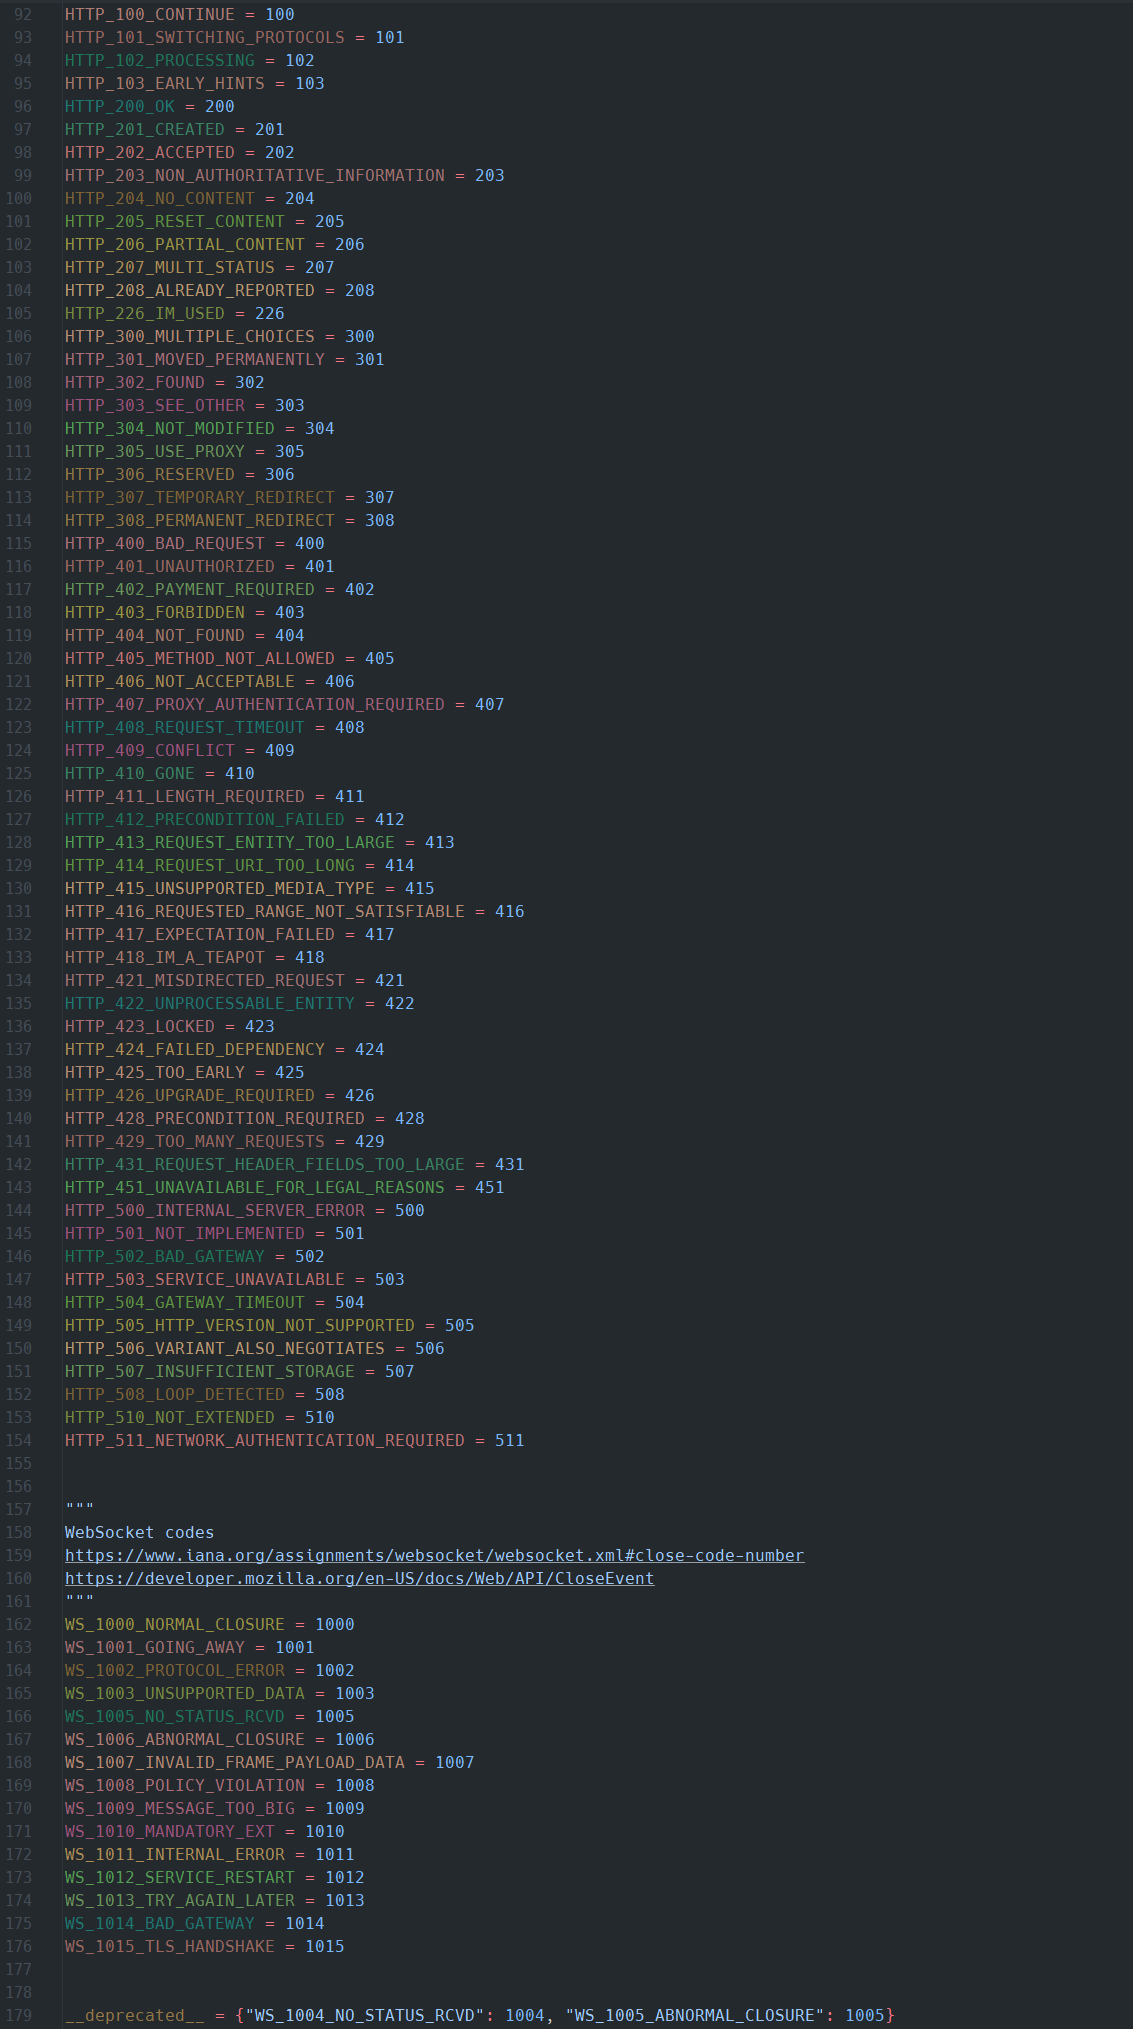 92 HTTP_100_CONTINUE = 100
93 HTTP_101_SWITCHING_PROTOCOLS = 101
94 HTTP_102_PROCESSING = 102
95 HTTP_103_EARLY_HINTS = 103
96 HTTP_200_OK = 200
97 HTTP_201_CREATED = 201
98 HTTP_202_ACCEPTED = 202
99 HTTP_203_NON_AUTHORITATIVE_INFORMATION = 203
100 HTTP_204_NO_CONTENT = 204
101 HTTP_205_RESET_CONTENT = 205
102 HTTP_206_PARTIAL_CONTENT = 206
103 HTTP_207_MULTI_STATUS = 207
104 HTTP_208_ALREADY_REPORTED = 208
105 HTTP_226_IM_USED = 226
106 HTTP_300_MULTIPLE_CHOICES = 300
107 HTTP_301_MOVED_PERMANENTLY = 301
108 HTTP_302_FOUND = 302
109 HTTP_303_SEE_OTHER = 303
110 HTTP_304_NOT_MODIFIED = 304
111 HTTP_305_USE_PROXY = 305
112 HTTP_306_RESERVED = 306
113 HTTP_307_TEMPORARY_REDIRECT = 307
114 HTTP_308_PERMANENT_REDIRECT = 308
115 HTTP_400_BAD_REQUEST = 400
116 HTTP_401_UNAUTHORIZED = 401
117 HTTP_402_PAYMENT_REQUIRED = 402
118 HTTP_403_FORBIDDEN = 403
119 HTTP_404_NOT_FOUND = 404
120 HTTP_405_METHOD_NOT_ALLOWED = 405
121 HTTP_406_NOT_ACCEPTABLE = 406
122 HTTP_407_PROXY_AUTHENTICATION_REQUIRED = 407
123 HTTP_408_REQUEST_TIMEOUT = 408
124 HTTP_409_CONFLICT = 409
125 HTTP_410_GONE = 410
126 HTTP_411_LENGTH_REQUIRED = 411
127 HTTP_412_PRECONDITION_FAILED = 412
128 HTTP_413_REQUEST_ENTITY_TOO_LARGE = 413
129 HTTP_414_REQUEST_URI_TOO_LONG = 414
130 HTTP_415_UNSUPPORTED_MEDIA_TYPE = 415
131 HTTP_416_REQUESTED_RANGE_NOT_SATISFIABLE = 416
132 HTTP_417_EXPECTATION_FAILED = 417
133 HTTP_418_IM_A_TEAPOT = 418
134 HTTP_421_MISDIRECTED_REQUEST = 421
135 HTTP_422_UNPROCESSABLE_ENTITY = 422
136 HTTP_423_LOCKED = 423
137 HTTP_424_FAILED_DEPENDENCY = 424
138 HTTP_425_TOO_EARLY = 425
139 HTTP_426_UPGRADE_REQUIRED = 426
140 HTTP_428_PRECONDITION_REQUIRED = 428
141 HTTP_429_TOO_MANY_REQUESTS = 429
142 HTTP_431_REQUEST_HEADER_FIELDS_TOO_LARGE = 431
143 HTTP_451_UNAVAILABLE_FOR_LEGAL_REASONS = 451
144 HTTP_500_INTERNAL_SERVER_ERROR = 500
145 HTTP_501_NOT_IMPLEMENTED = 501
146 HTTP_502_BAD_GATEWAY = 502
147 HTTP_503_SERVICE_UNAVAILABLE = 503
148 HTTP_504_GATEWAY_TIMEOUT = 504
149 HTTP_505_HTTP_VERSION_NOT_SUPPORTED = 505
150 HTTP_506_VARIANT_ALSO_NEGOTIATES = 506
151 HTTP_507_INSUFFICIENT_STORAGE = 507
152 HTTP_508_LOOP_DETECTED = 508
153 HTTP_510_NOT_EXTENDED = 510
154 HTTP_511_NETWORK_AUTHENTICATION_REQUIRED = 511
155
156
157 """
158 WebSocket codes
159 https://www.iana.org/assignments/websocket/websocket.xml#close-code-number
160 https://developer.mozilla.org/en-US/docs/Web/API/CloseEvent
161 """
162 WS_1000_NORMAL_CLOSURE = 1000
163 WS_1001_GOING_AWAY = 1001
164 WS_1002_PROTOCOL_ERROR = 1002
165 WS_1003_UNSUPPORTED_DATA = 1003
166 WS_1005_NO_STATUS_RCVD = 1005
167 WS_1006_ABNORMAL_CLOSURE = 1006
168 WS_1007_INVALID_FRAME_PAYLOAD_DATA = 1007
169 WS_1008_POLICY_VIOLATION = 1008
170 WS_1009_MESSAGE_TOO_BIG = 1009
171 WS_1010_MANDATORY_EXT = 1010
172 WS_1011_INTERNAL_ERROR = 1011
173 WS_1012_SERVICE_RESTART = 1012
174 WS_1013_TRY_AGAIN_LATER = 1013
175 WS_1014_BAD_GATEWAY = 1014
176 WS_1015_TLS_HANDSHAKE = 1015
177
178
179 __deprecated__ = {"WS_1004_NO_STATUS_RCVD": 1004, "WS_1005_ABNORMAL_CLOSURE": 1005}